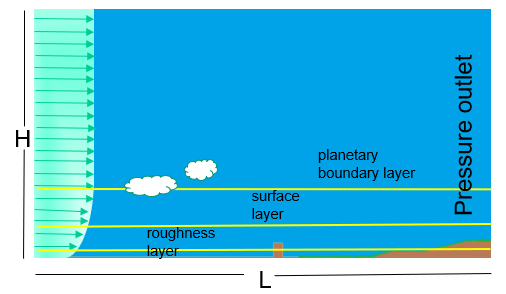 H
planetary
boundary layer
surface
layer
roughness
layer
Pressure outlet
L